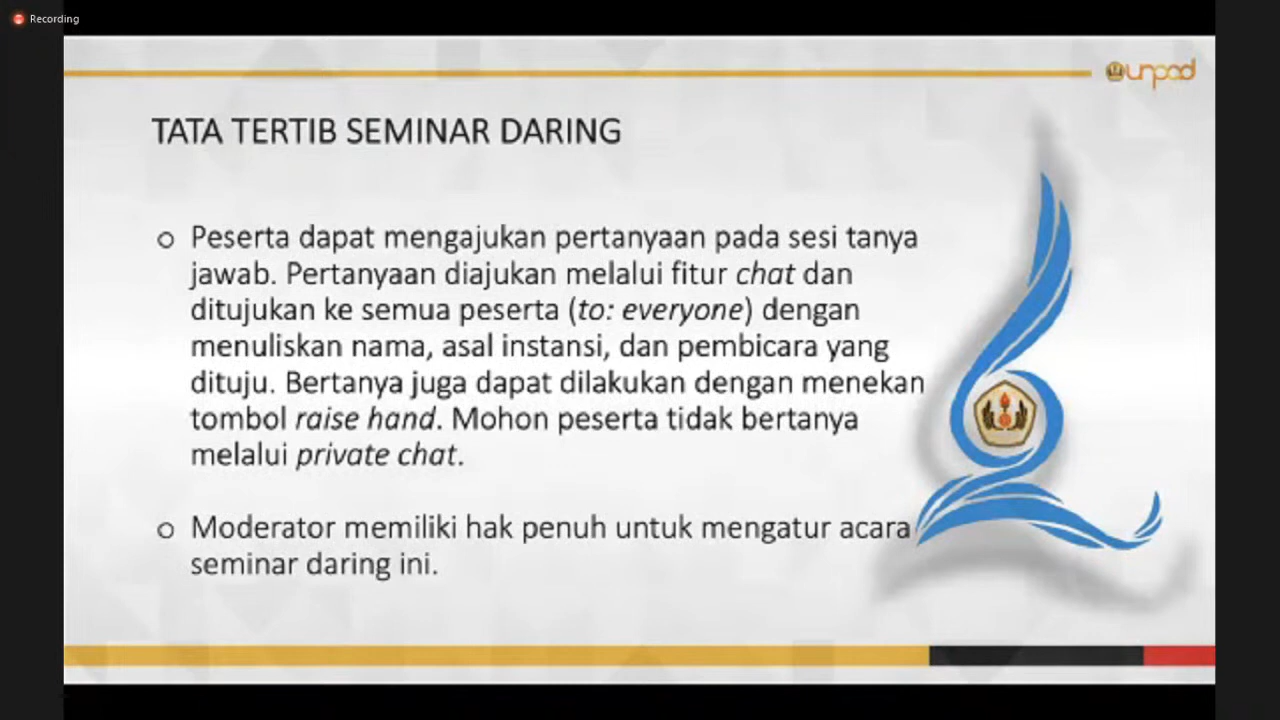 Recording
unpad
TATA TERTIB SEMINAR DARING
o Peserta dapat mengajukan pertanyaan pada sesi tanya
jawab. Pertanyaan diajukan melalui fitur chat dan
ditujukan ke semua peserta (to: everyone) dengan
menuliskan nama, asal instansi, dan pembicara yang
dituju. Bertanya juga dapat dilakukan dengan menekan
tombol raise hand. Mohon peserta tidak bertanya
melalui private chat.
o Moderator memiliki hak penuh untuk mengatur acara
seminar daring ini.